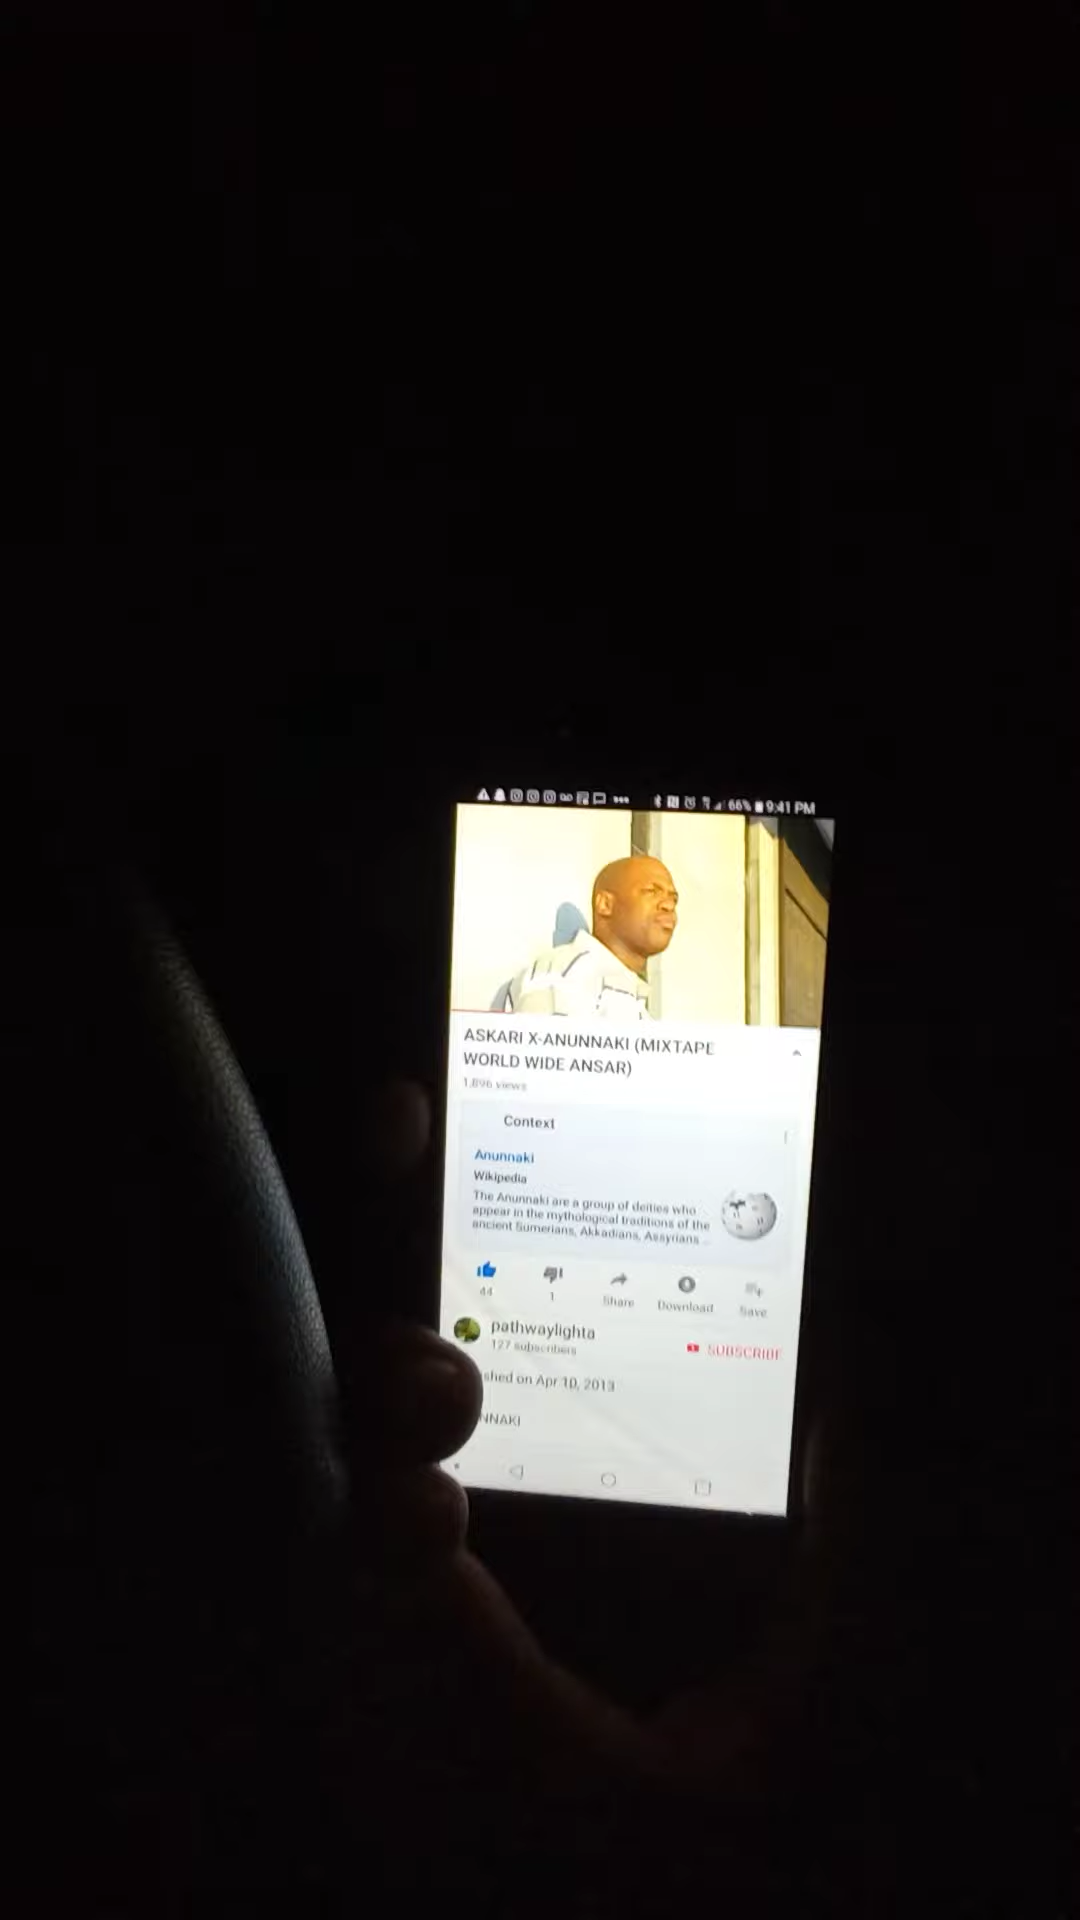 66% 9:41 PM
ASKARI X-ANUNNAKI (MIXTAPE
WORLD WIDE ANSAR)
1,896 views
Context
Anunnaki
Wikipedia
The Anunnaki are a group of deities who
appear in the mythological traditions of the
ancient Sumerians, Akkadians, Assyrians ...
44
1
Share
Download
Save
pathwaylighta
127 subscribers
SUBSCRIBE
shed on Apr 10, 2013
NNAKI